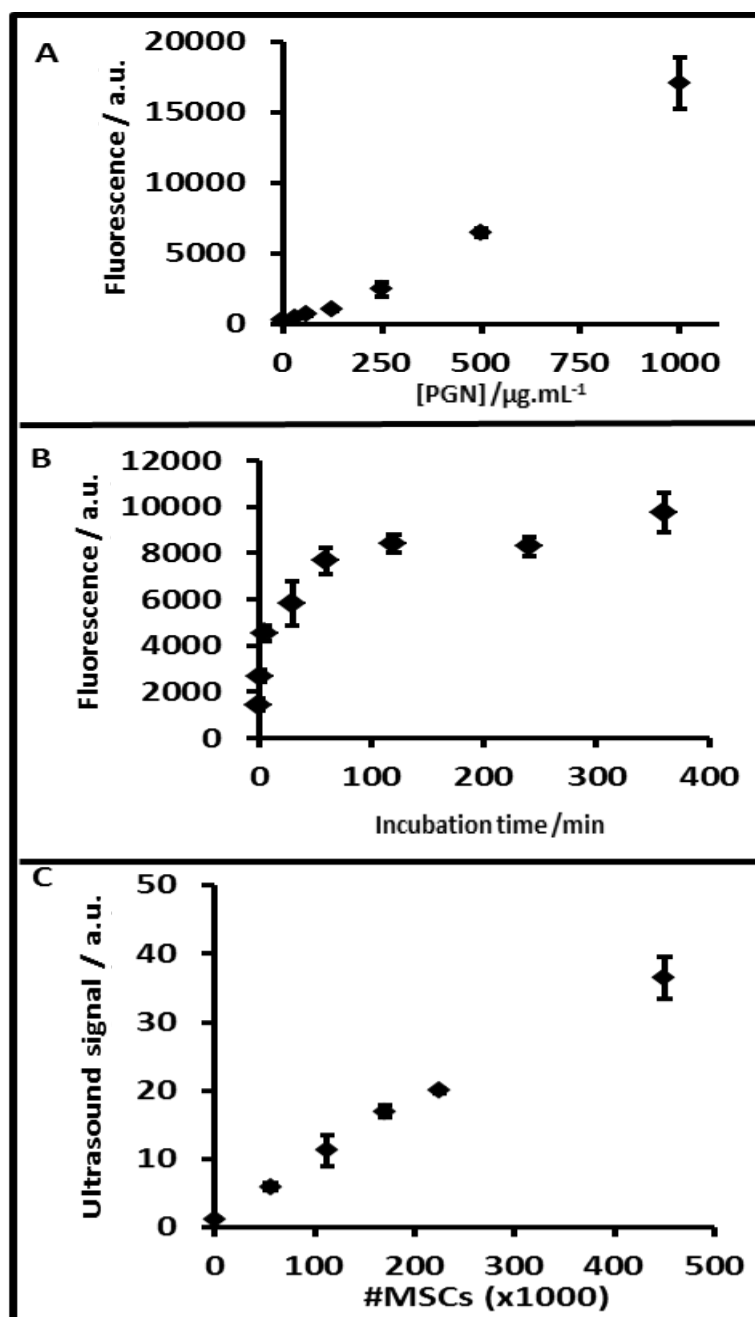 A
Fluorescence / a.u.
20000
15000
10000
5000
0
0 250 500 750 1000
[PGN] /µg.mL⁻¹
B
Fluorescence / a.u.
12000
10000
8000
6000
4000
2000
0
0 100 200 300 400
Incubation time /min
C
Ultrasound signal / a.u.
50
40
30
20
10
0
0 100 200 300 400 500
#MSCs (x1000)